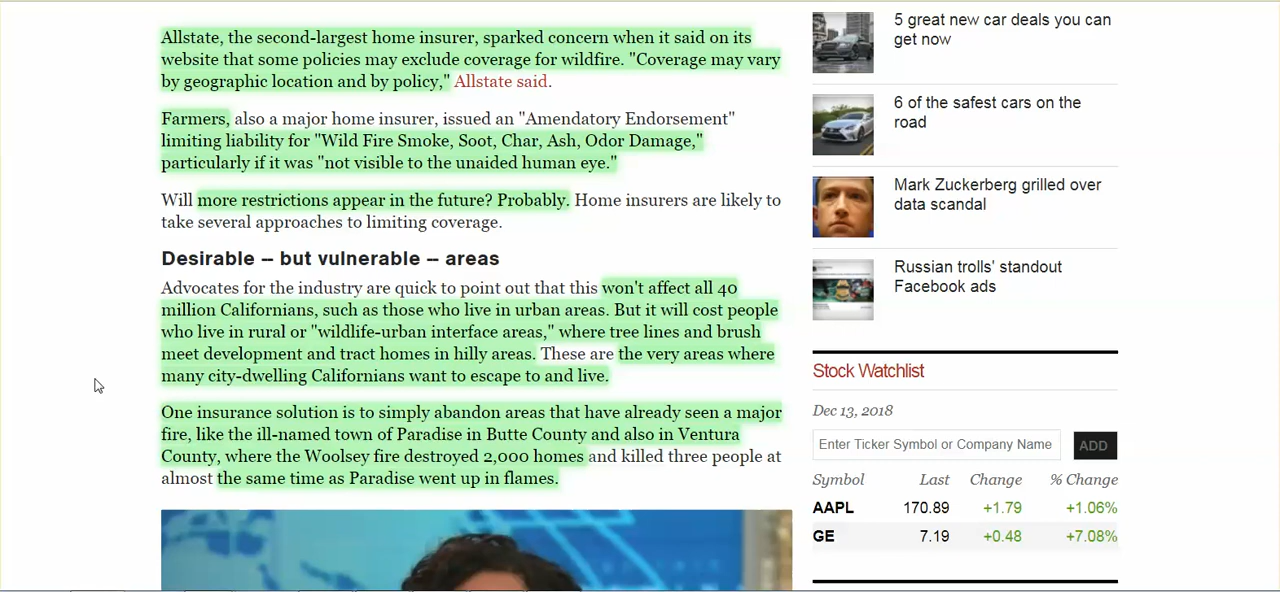 Allstate, the second-largest home insurer, sparked concern when it said on its
website that some policies may exclude coverage for wildfire. "Coverage may vary
by geographic location and by policy," Allstate said.
Farmers, also a major home insurer, issued an "Amendatory Endorsement"
limiting liability for "Wild Fire Smoke, Soot, Char, Ash, Odor Damage,"
particularly if it was "not visible to the unaided human eye."
Will more restrictions appear in the future? Probably. Home insurers are likely to
take several approaches to limiting coverage.
Desirable -- but vulnerable -- areas
Advocates for the industry are quick to point out that this won't affect all 40
million Californians, such as those who live in urban areas. But it will cost people
who live in rural or "wildlife-urban interface areas," where tree lines and brush
meet development and tract homes in hilly areas. These are the very areas where
many city-dwelling Californians want to escape to and live.
One insurance solution is to simply abandon areas that have already seen a major
fire, like the ill-named town of Paradise in Butte County and also in Ventura
County, where the Woolsey fire destroyed 2,000 homes and killed three people at
almost the same time as Paradise went up in flames.
5 great new car deals you can
get now
6 of the safest cars on the
road
Mark Zuckerberg grilled over
data scandal
Russian trolls' standout
Facebook ads
Stock Watchlist
Dec 13, 2018
Enter Ticker Symbol or Company Name ADD
Symbol Last Change % Change
AAPL 170.89 +1.79 +1.06%
GE 7.19 +0.48 +7.08%